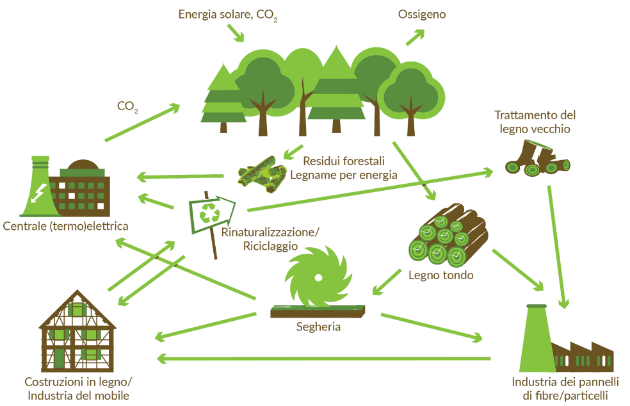 Energia solare, CO₂
Ossigeno
CO₂
Trattamento del
legno vecchio
Residui forestali
Legname per energia
Centrale (termo)elettrica
Rinaturalizzazione/
Riciclaggio
Legno tondo
Segheria
Costruzioni in legno/
Industria del mobile
Industria dei pannelli
di fibre/particelli